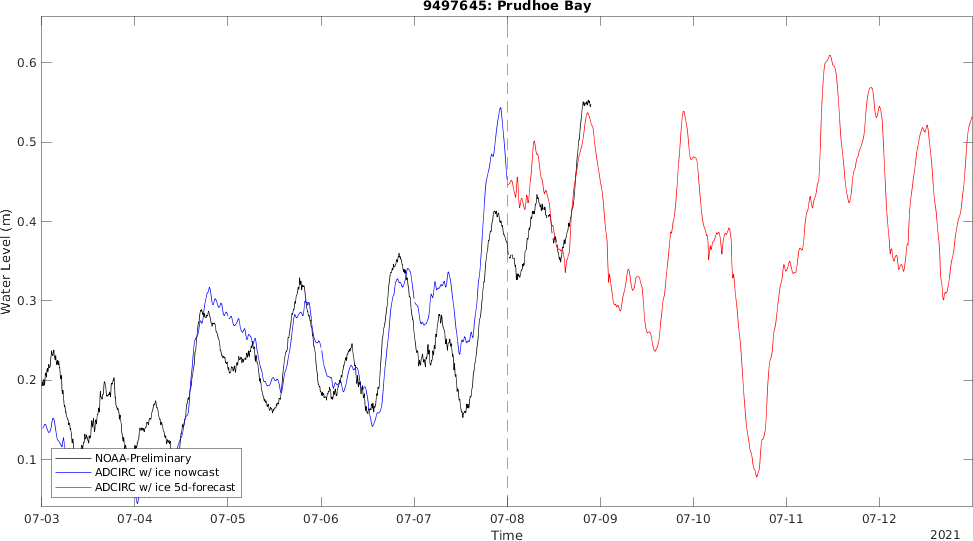 9497645: Prudhoe Bay
0.6
0.5
0.4
0.3
0.2
0.1
Water Level (m)
NOAA-Preliminary
ADCIRC w/ ice nowcast
ADCIRC w/ ice 5d-forecast
07-03 07-04 07-05 07-06 07-07 07-08 07-09 07-10 07-11 07-12
Time
2021